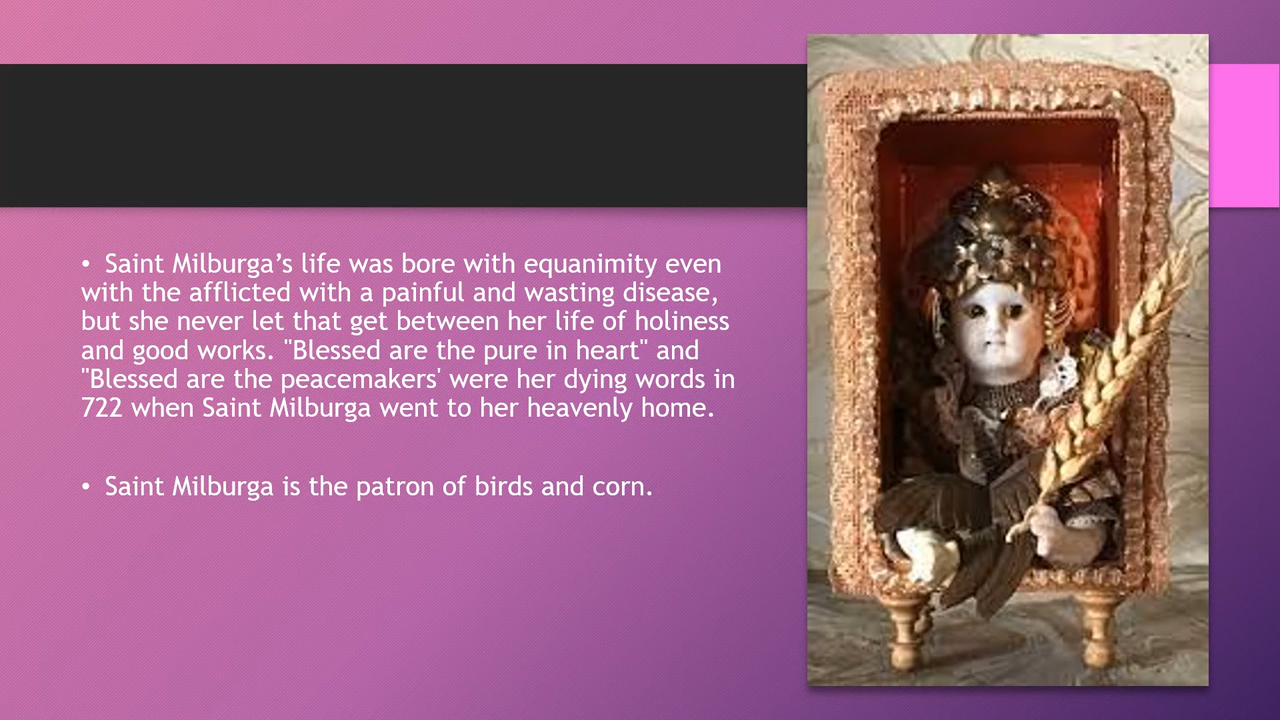 • Saint Milburga’s life was bore with equanimity even
with the afflicted with a painful and wasting disease,
but she never let that get between her life of holiness
and good works. "Blessed are the pure in heart" and
"Blessed are the peacemakers' were her dying words in
722 when Saint Milburga went to her heavenly home.
• Saint Milburga is the patron of birds and corn.